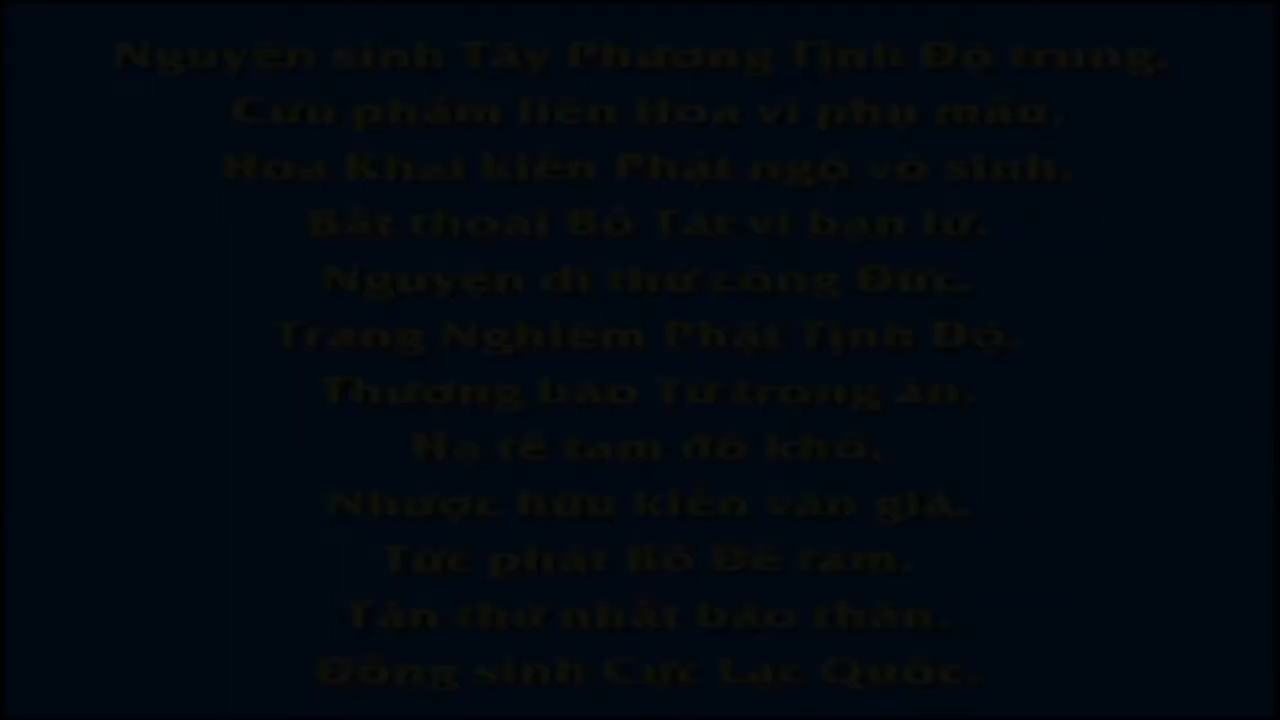 Nguyện sinh Tây Phương Tịnh Độ trung.
Cửu phẩm liên Hoa vi phụ mẫu.
Hoa Khai kiến Phật ngộ vô sinh.
Bất thoái Bồ Tát vi bạn lữ.
Nguyện dĩ thử công Đức.
Trang Nghiêm Phật Tịnh Độ.
Thượng báo Tứ trọng ân.
Hạ tế tam đồ khổ.
Nhược hữu kiến văn giả.
Tức phát Bồ Đề tâm.
Tận thử nhất báo thân.
Đồng sinh Cực Lạc Quốc.